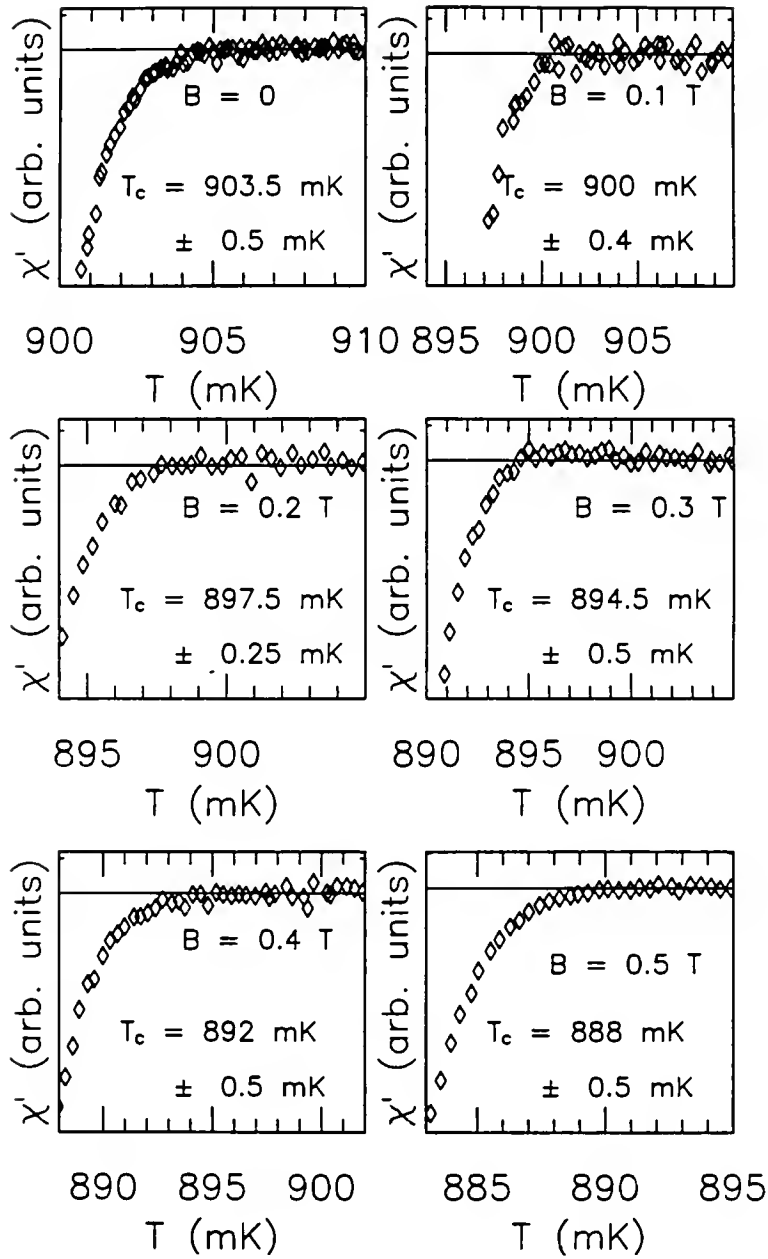 χ' (arb. units)
B = 0
T_c = 903.5 mK
± 0.5 mK
900 905 910
T (mK)
χ' (arb. units)
B = 0.1 T
T_c = 900 mK
± 0.4 mK
895 900 905
T (mK)
χ' (arb. units)
B = 0.2 T
T_c = 897.5 mK
± 0.25 mK
895 900
T (mK)
χ' (arb. units)
B = 0.3 T
T_c = 894.5 mK
± 0.5 mK
890 895 900
T (mK)
χ' (arb. units)
B = 0.4 T
T_c = 892 mK
± 0.5 mK
890 895 900
T (mK)
χ' (arb. units)
B = 0.5 T
T_c = 888 mK
± 0.5 mK
885 890 895
T (mK)